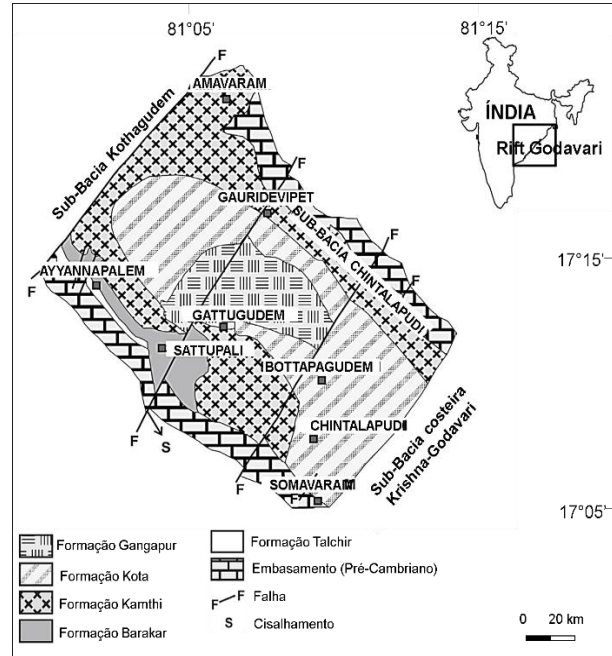 81°05'
81°15'
F
AMAVARAM
ÍNDIA
Rift Godavari
Sub-Bacia Kothagudem
F
GAURIDEVIPET
SUB-BACIA CHINTALAPUDI
F
17°15'
AYYANNAPALEM
F
F
GATTUGUDEM
SATTUPALI
BOTTAPAGUDEM
CHINTALAPUDI
Sub-Bacia costeira
Krishna-Godavari
F
S
F
SOMAVARAM
F
17°05'
Formação Gangapur
Formação Talchir
Formação Kota
Embasamento (Pré-Cambriano)
Formação Kamthi
F F Falha
Formação Barakar
S Cisalhamento
0 20 km